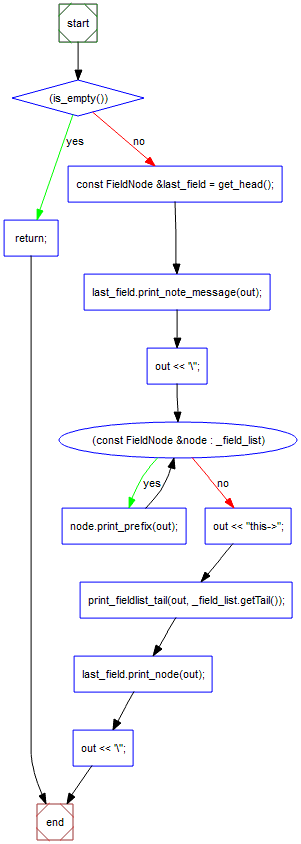 start
(is_empty())
yes
no
const FieldNode &last_field = get_head();
return;
last_field.print_note_message(out);
out << '\'';
(const FieldNode &node : _field_list)
yes
no
node.print_prefix(out);
out << "this->";
print_fieldlist_tail(out, _field_list.getTail());
last_field.print_node(out);
out << '\'';
end